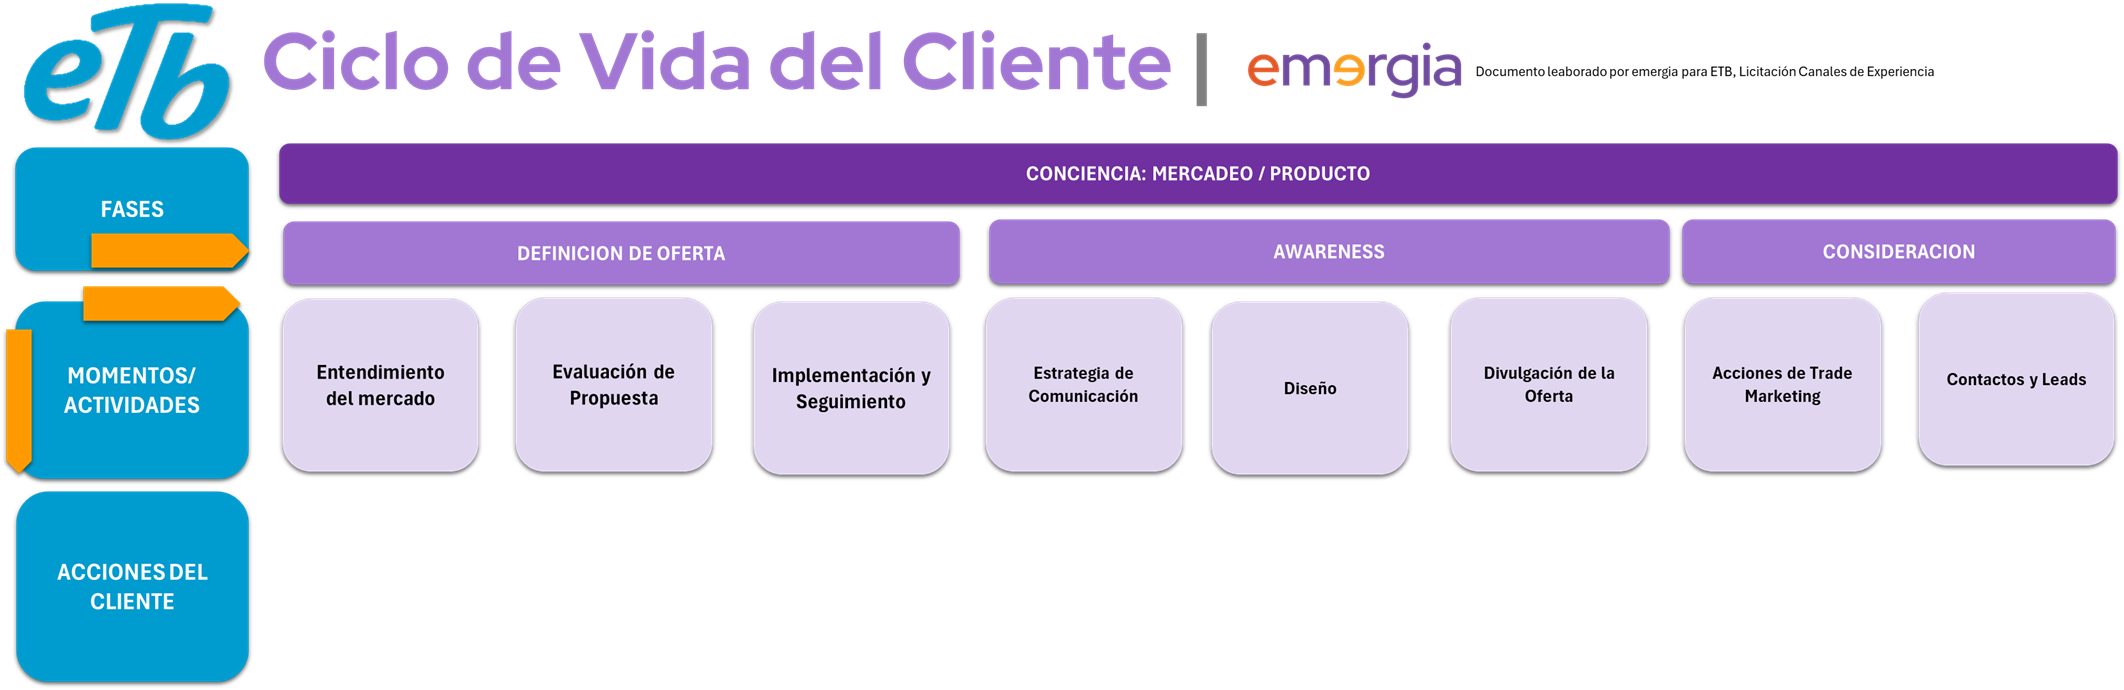 eTb
Ciclo de Vida del Cliente
emergia
Documento leaborado por emergia para ETB, Licitación Canales de Experiencia
FASES
CONCIENCIA: MERCADEO / PRODUCTO
DEFINICION DE OFERTA
AWARENESS
CONSIDERACION
MOMENTOS/
ACTIVIDADES
Entendimiento
del mercado
Evaluación de
Propuesta
Implementación y
Seguimiento
Estrategia de
Comunicación
Diseño
Divulgación de la
Oferta
Acciones de Trade
Marketing
Contactos y Leads
ACCIONES DEL
CLIENTE